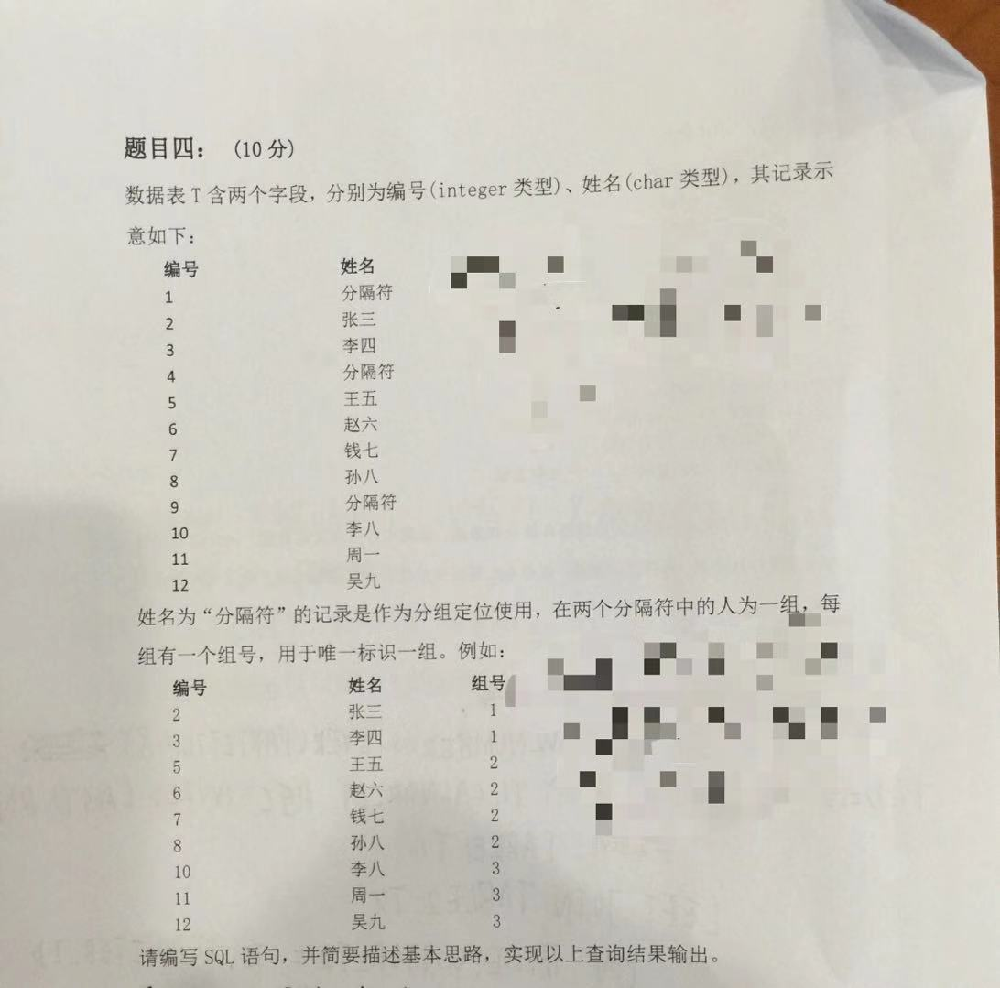 题目四：（10 分）
数据表 T 含两个字段，分别为编号(integer 类型)、姓名(char 类型)，其记录示
意如下：
编号 姓名
1 分隔符
2 张三
3 李四
4 分隔符
5 王五
6 赵六
7 钱七
8 孙八
9 分隔符
10 李八
11 周一
12 吴九
姓名为“分隔符”的记录是作为分组定位使用，在两个分隔符中的人为一组，每
组有一个组号，用于唯一标识一组。例如：
编号 姓名 组号
2 张三 1
3 李四 1
5 王五 2
6 赵六 2
7 钱七 2
8 孙八 2
10 李八 3
11 周一 3
12 吴九 3
请编写 SQL 语句，并简要描述基本思路，实现以上查询结果输出。